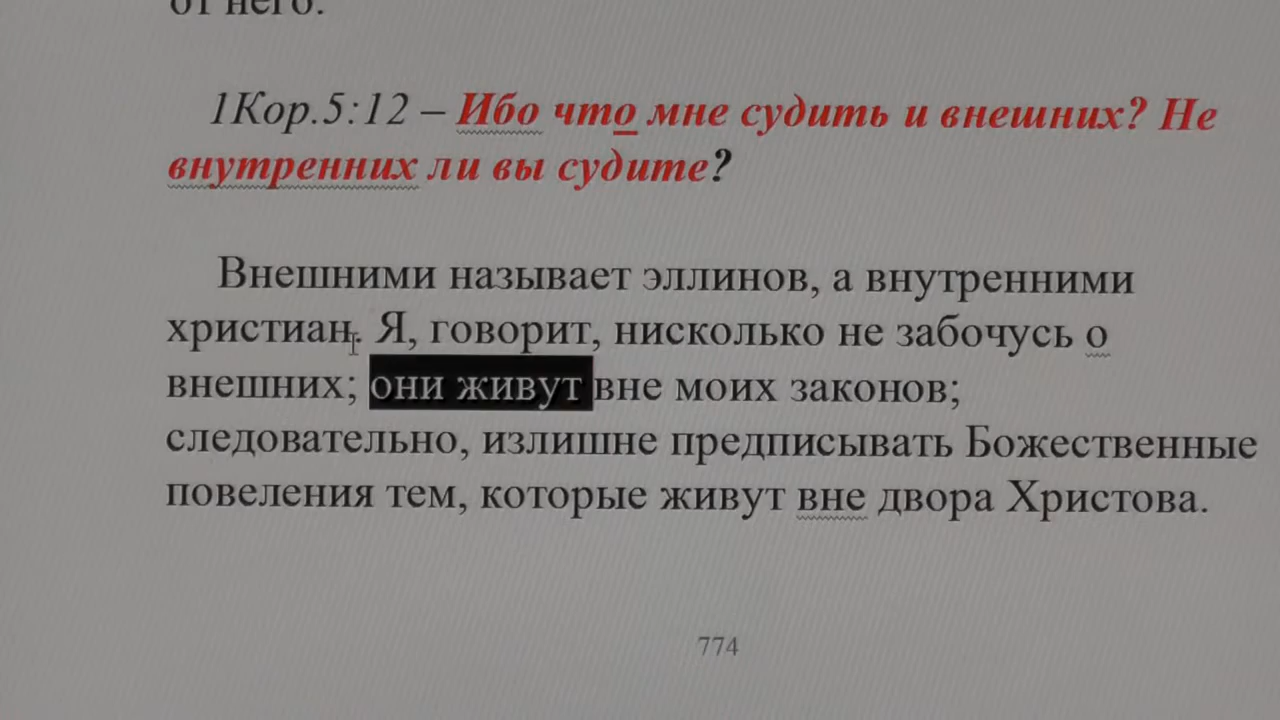 от него.
1Кор.5:12 – Ибо что мне судить и внешних? Не
внутренних ли вы судите?
Внешними называет эллинов, а внутренними
христиан. Я, говорит, нисколько не забочусь о
внешних; они живут вне моих законов;
следовательно, излишне предписывать Божественные
повеления тем, которые живут вне двора Христова.
774